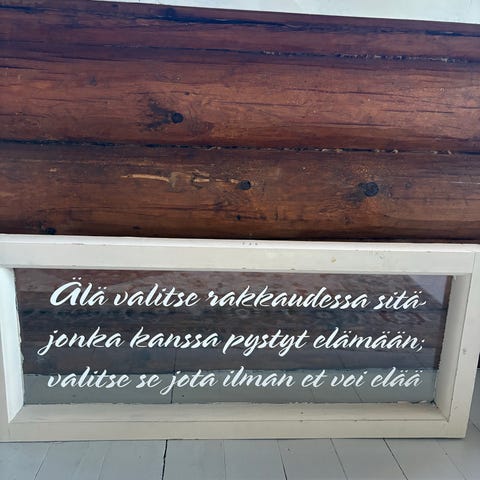 Älä valitse rakkaudessa sitä
jonka kanssa pystyt elämään;
valitse se jota ilman et voi elää